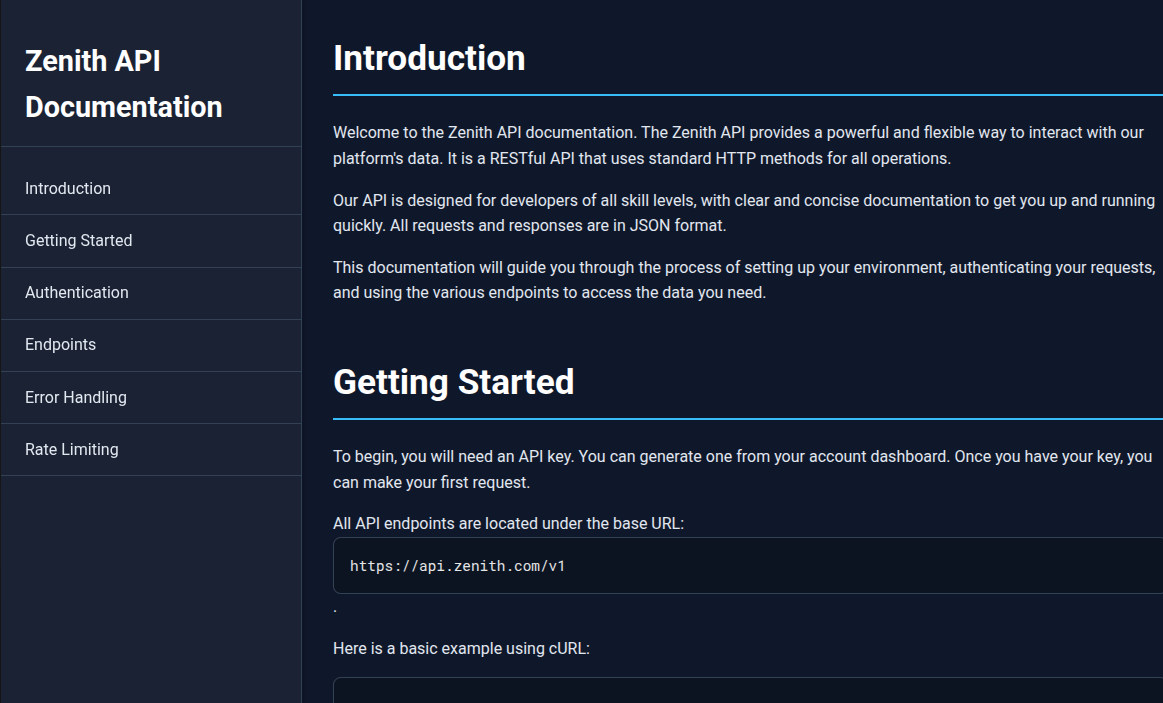 Zenith API
Documentation
Introduction
Getting Started
Authentication
Endpoints
Error Handling
Rate Limiting
Introduction
Welcome to the Zenith API documentation. The Zenith API provides a powerful and flexible way to interact with our
platform's data. It is a RESTful API that uses standard HTTP methods for all operations.
Our API is designed for developers of all skill levels, with clear and concise documentation to get you up and running
quickly. All requests and responses are in JSON format.
This documentation will guide you through the process of setting up your environment, authenticating your requests,
and using the various endpoints to access the data you need.
Getting Started
To begin, you will need an API key. You can generate one from your account dashboard. Once you have your key, you
can make your first request.
All API endpoints are located under the base URL:
https://api.zenith.com/v1
.
Here is a basic example using cURL: